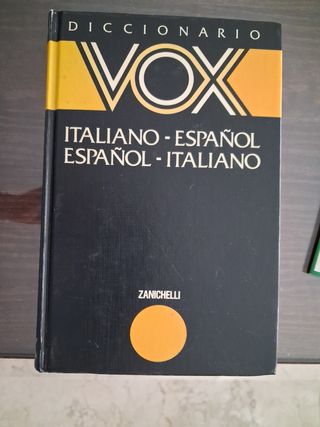 DICCIONARIO
VOX
ITALIANO - ESPAÑOL
ESPAÑOL - ITALIANO
ZANICHELLI